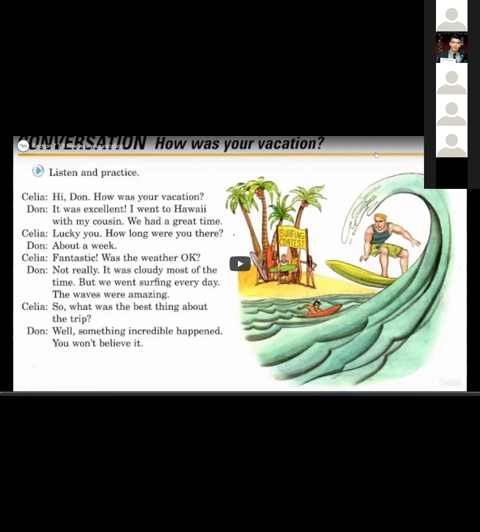 CONVERSATION How was your vacation?
Listen and practice.
Celia: Hi, Don. How was your vacation?
Don: It was excellent! I went to Hawaii
with my cousin. We had a great time.
Celia: Lucky you. How long were you there?
Don: About a week.
Celia: Fantastic! Was the weather OK?
Don: Not really. It was cloudy most of the
time. But we went surfing every day.
The waves were amazing.
Celia: So, what was the best thing about
the trip?
Don: Well, something incredible happened.
You won't believe it.
SURFING
CONTEST